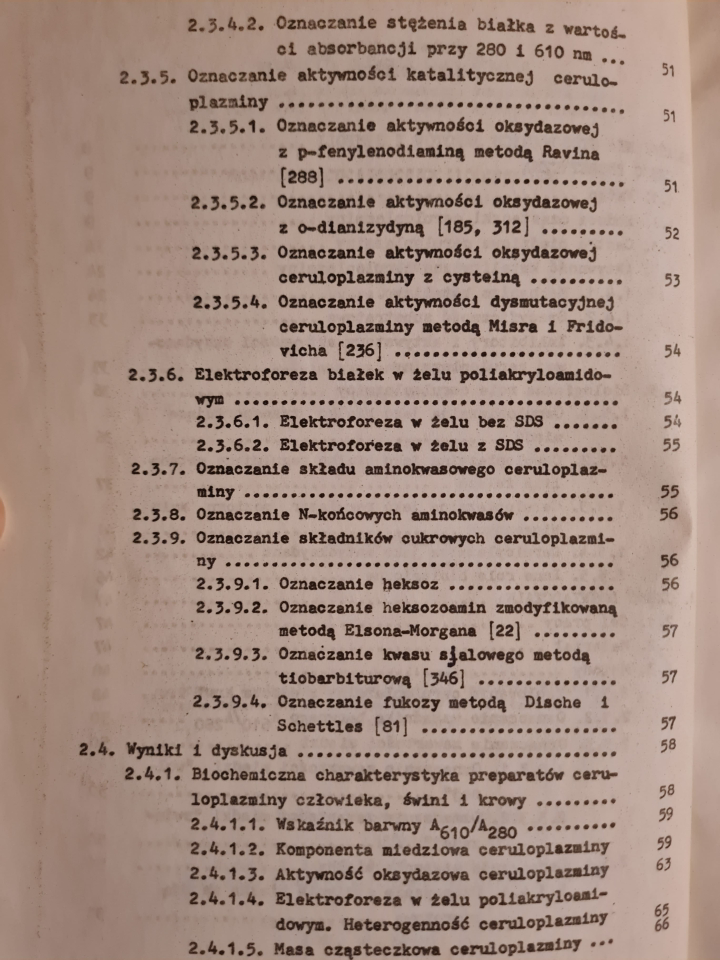 2.3.4.2. Oznaczanie stężenia białka z wartoś-
ci absorbancji przy 280 i 610 nm ... 51
2.3.5. Oznaczanie aktywności katalitycznej cerulo-
plazminy .................................... 51
2.3.5.1. Oznaczanie aktywności oksydazowej
z p-fenylenodiaminą metodą Ravina
[288] .............................. 51
2.3.5.2. Oznaczanie aktywności oksydazowej
z o-dianizydyną [185, 312] ......... 52
2.3.5.3. Oznaczanie aktywności oksydazowej
ceruloplazminy z cysteiną .......... 53
2.3.5.4. Oznaczanie aktywności dysmutacyjnej
ceruloplazminy metodą Misra i Frido-
vicha [236] ........................ 54
2.3.6. Elektroforeza białek w żelu poliakryloamido-
wym ......................................... 54
2.3.6.1. Elektroforeza w żelu bez SDS ....... 54
2.3.6.2. Elektroforeza w żelu z SDS ......... 55
2.3.7. Oznaczanie składu aminokwasowego ceruloplaz-
miny ....................................... 55
2.3.8. Oznaczanie N-końcowych aminokwasów .......... 56
2.3.9. Oznaczanie składników cukrowych ceruloplazmi-
ny .......................................... 56
2.3.9.1. Oznaczanie heksoz .................. 56
2.3.9.2. Oznaczanie heksozoamin zmodyfikowaną
metodą Elsona-Morgana [22] ......... 57
2.3.9.3. Oznaczanie kwasu sjalowego metodą
tiobarbiturową [346] ............... 57
2.3.9.4. Oznaczanie fukozy metodą Dische i
Schettles [81] ..................... 57
2.4. Wyniki i dyskusja .................................. 58
2.4.1. Biochemiczna charakterystyka preparatów ceru-
loplazminy człowieka, świni i krowy ......... 58
2.4.1.1. Wskaźnik barwny A610/A280 .......... 59
2.4.1.2. Komponenta miedziowa ceruloplazminy 59
2.4.1.3. Aktywność oksydazowa ceruloplazminy 63
2.4.1.4. Elektroforeza w żelu poliakryloami-
dowym. Heterogenność ceruloplazminy 65
2.4.1.5. Masa cząsteczkowa ceruloplazminy ... 66